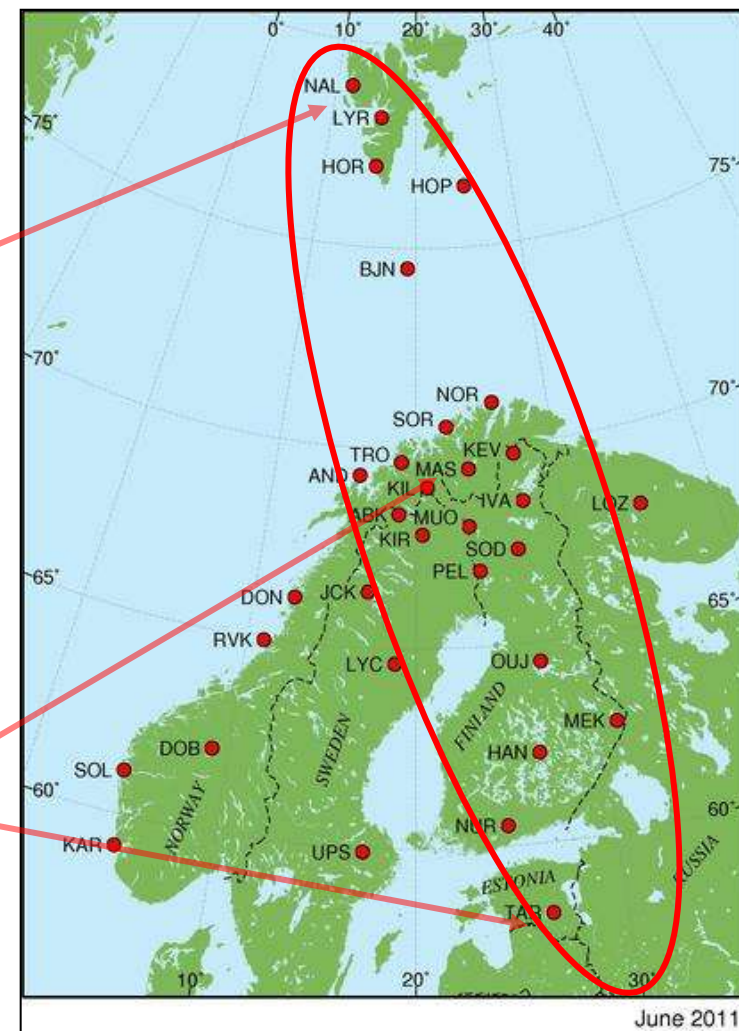 0°
10°
20°
30°
40°
NAL
75°
LYR
HOR
75°
HOP
BJN
70°
70°
NOR
SOR
KEV
TRO
MAS
AND
KIL
IVA
LOZ
ABK
MUO
KIR
SOD
PEL
65°
JCK
65°
DON
RVK
LYC
OUJ
FINLAND
MEK
DOB
SWEDEN
HAN
SOL
60°
NORWAY
60°
NUR
KAR
UPS
RUSSIA
ESTONIA
TAR
10°
20°
30°
June 2011